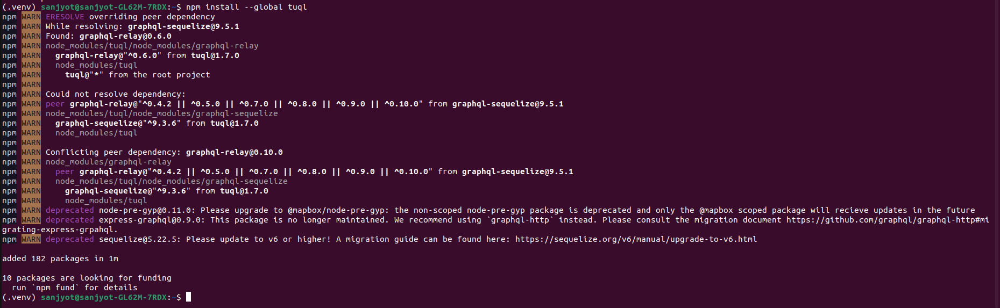 (.venv) sanjyot@sanjyot-GL62M-7RDX:~$ npm install --global tuql
npm WARN ERESOLVE overriding peer dependency
npm WARN While resolving: graphql-sequelize@9.5.1
npm WARN Found: graphql-relay@0.6.0
npm WARN node_modules/tuql/node_modules/graphql-relay
npm WARN   graphql-relay@"^0.6.0" from tuql@1.7.0
npm WARN   node_modules/tuql
npm WARN     tuql@"*" from the root project
npm WARN
npm WARN Could not resolve dependency:
npm WARN peer graphql-relay@"^0.4.2 || ^0.5.0 || ^0.7.0 || ^0.8.0 || ^0.9.0 || ^0.10.0" from graphql-sequelize@9.5.1
npm WARN node_modules/tuql/node_modules/graphql-sequelize
npm WARN   graphql-sequelize@"^9.3.6" from tuql@1.7.0
npm WARN   node_modules/tuql
npm WARN
npm WARN Conflicting peer dependency: graphql-relay@0.10.0
npm WARN node_modules/graphql-relay
npm WARN   peer graphql-relay@"^0.4.2 || ^0.5.0 || ^0.7.0 || ^0.8.0 || ^0.9.0 || ^0.10.0" from graphql-sequelize@9.5.1
npm WARN   node_modules/tuql/node_modules/graphql-sequelize
npm WARN     graphql-sequelize@"^9.3.6" from tuql@1.7.0
npm WARN     node_modules/tuql
npm WARN deprecated node-pre-gyp@0.11.0: Please upgrade to @mapbox/node-pre-gyp: the non-scoped node-pre-gyp package is deprecated and only the @mapbox scoped package will recieve updates in the future
npm WARN deprecated express-graphql@0.9.0: This package is no longer maintained. We recommend using `graphql-http` instead. Please consult the migration document https://github.com/graphql/graphql-http#mi
grating-express-grpahql.
npm WARN deprecated sequelize@5.22.5: Please update to v6 or higher! A migration guide can be found here: https://sequelize.org/v6/manual/upgrade-to-v6.html
added 182 packages in 1m
10 packages are looking for funding
  run `npm fund` for details
(.venv) sanjyot@sanjyot-GL62M-7RDX:~$